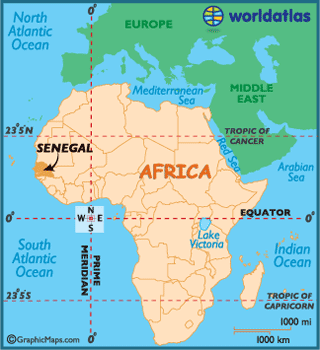 North
Atlantic
Ocean
0°
EUROPE
worldatlas
Mediterranean
Sea
MIDDLE
EAST
23°5'N
TROPIC OF
CANCER
SENEGAL
Red Sea
AFRICA
Arabian
Sea
EQUATOR
0°
0°
N
W E
S
Lake
Victoria
South
Atlantic
Ocean
PRIME
MERIDIAN
Indian
Ocean
23°5'S
TROPIC OF
CAPRICORN
0°
1000 mi
1000 km
©GraphicMaps.com